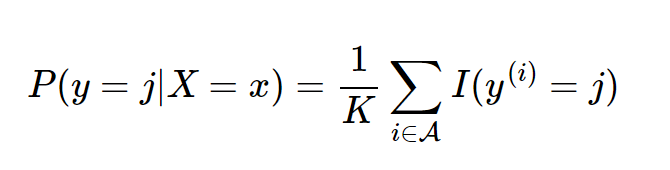 P(y = j|X = x) = \frac{1}{K} \sum_{i \in \mathcal{A}} I(y^{(i)} = j)